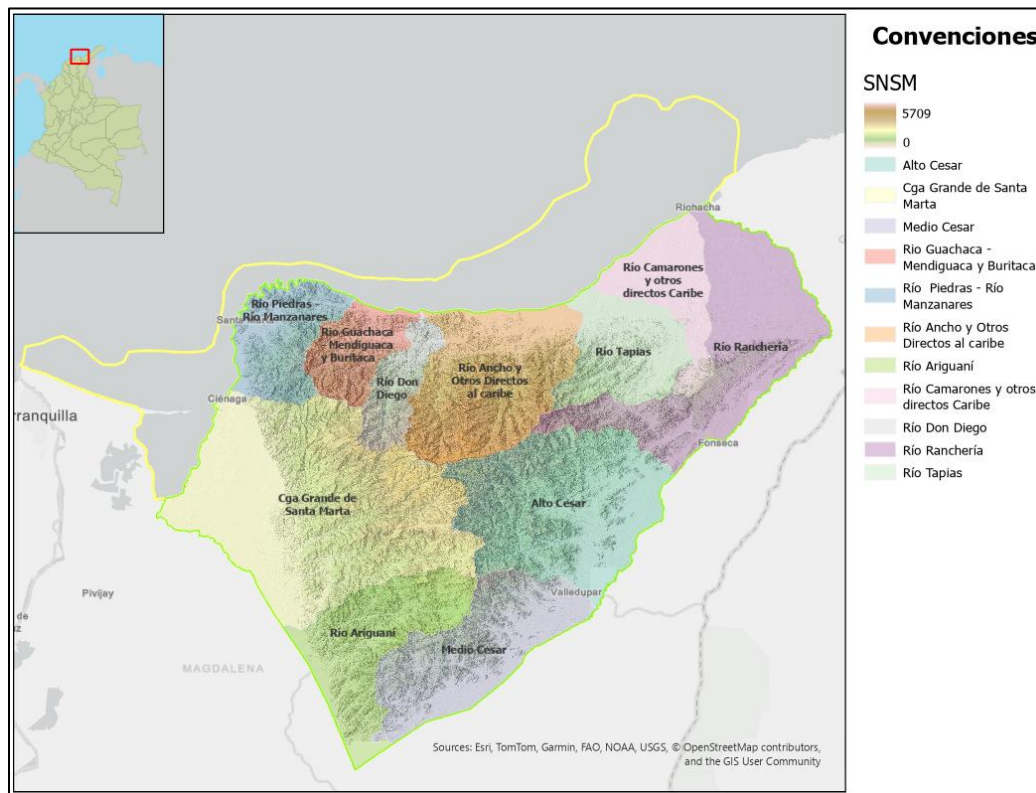 Convenciones
SNSM
5709
0
Alto Cesar
Cga Grande de Santa
Marta
Medio Cesar
Rio Guachaca -
Mendiguaca y Buritaca
Río Piedras - Río
Manzanares
Río Ancho y Otros
Directos al caribe
Río Ariguaní
Río Camarones y otros
directos Caribe
Río Don Diego
Río Ranchería
Río Tapias
Riohacha
Río Camarones
y otros
directos Caribe
Río Piedras -
Río Manzanares
Santa Marta
Rio Guachaca
- Mendiguaca
y Buritaca
Río Ranchería
Río Tapias
Río Ancho y
Otros Directos
al caribe
Río Don
Diego
Ciénaga
rranquilla
Fonseca
Cga Grande de
Santa Marta
Alto Cesar
Pivijay
Valledupar
de
uz
Río Ariguaní
Medio Cesar
MAGDALENA
Sources: Esri, TomTom, Garmin, FAO, NOAA, USGS, © OpenStreetMap contributors,
and the GIS User Community